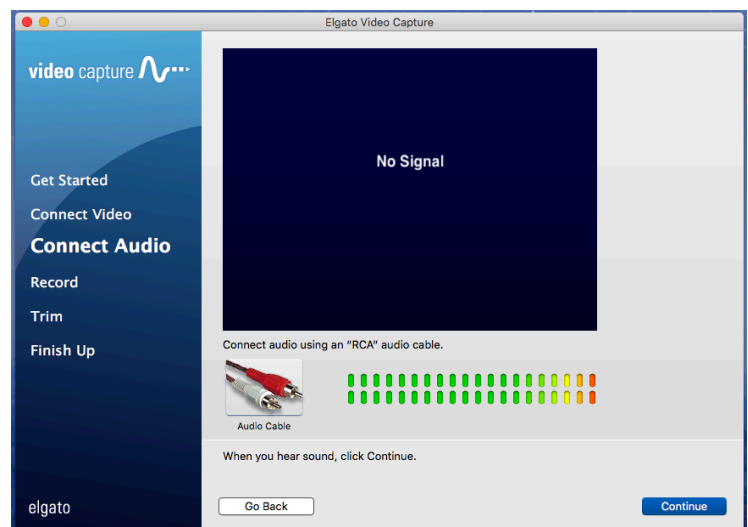 Elgato Video Capture
video capture
Get Started
Connect Video
Connect Audio
Record
Trim
Finish Up
elgato
No Signal
Connect audio using an "RCA" audio cable.
Audio Cable
When you hear sound, click Continue.
Go Back
Continue